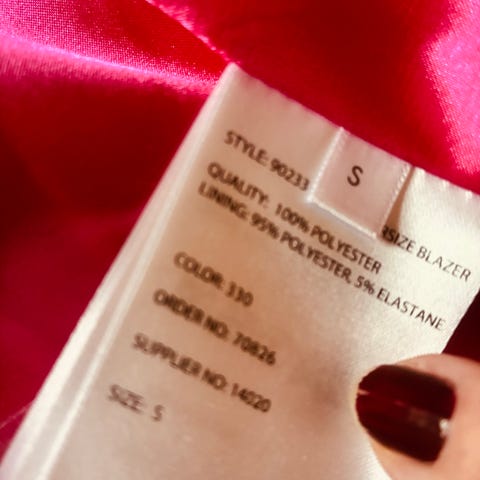 S
STYLE: 90233 RSIZE BLAZER
QUALITY: 100% POLYESTER
LINING: 95% POLYESTER, 5% ELASTANE
COLOR: 330
ORDER NO: 70826
SUPPLIER NO: 14020
SIZE: S